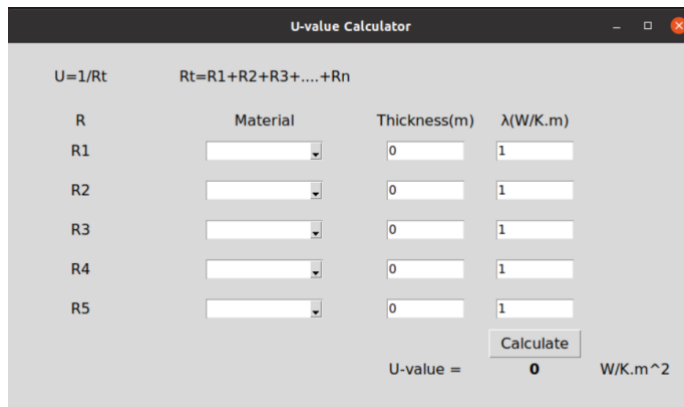 U-value Calculator
U=1/Rt Rt=R1+R2+R3+....+Rn
R Material Thickness(m) λ(W/K.m)
R1 0 1
R2 0 1
R3 0 1
R4 0 1
R5 0 1
Calculate
U-value = 0 W/K.m^2